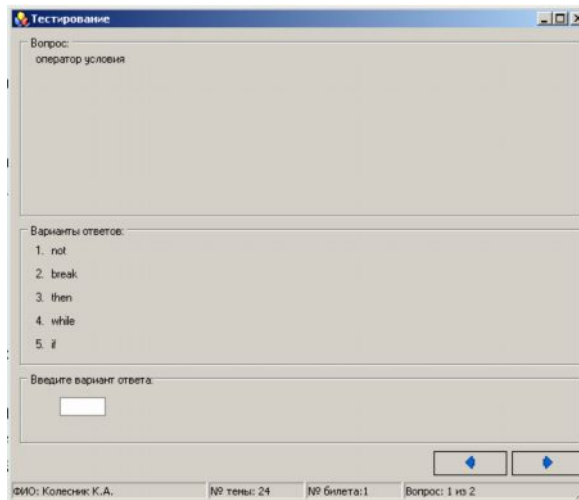 Тестирование
Вопрос:
оператор условия
Варианты ответов:
1. not
2. break
3. then
4. while
5. if
Введите вариант ответа:
ФИО: Колесник К.А. № темы: 24 № билета:1 Вопрос: 1 из 2